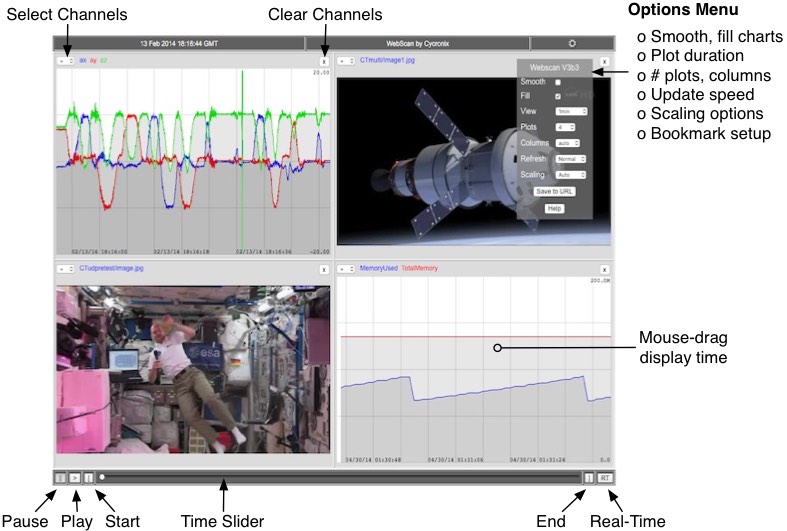 Select Channels
Clear Channels
Options Menu
o Smooth, fill charts
o Plot duration
o # plots, columns
o Update speed
o Scaling options
o Bookmark setup
13 Feb 2014 18:16:44 GMT
WebScan by Cycronix
+ ax ay az x
20.00
02/13/14 18:16:00 02/13/14 18:16:18 02/13/14 18:16:36 -20.00
CTmulti/image1.jpg x
Webscan V3b3
Smooth
Fill
View 1min
Plots 4
Columns auto
Refresh Normal
Scaling Auto
Save to URL
Help
+ CTudpretest/image.jpg x
esa
+ MemoryUsed TotalMemory x
200.0M
04/30/14 01:30:48 04/30/14 01:31:06 04/30/14 01:31:26 0.0
Mouse-drag
display time
|| > [ ] RT
Pause Play Start Time Slider End Real-Time